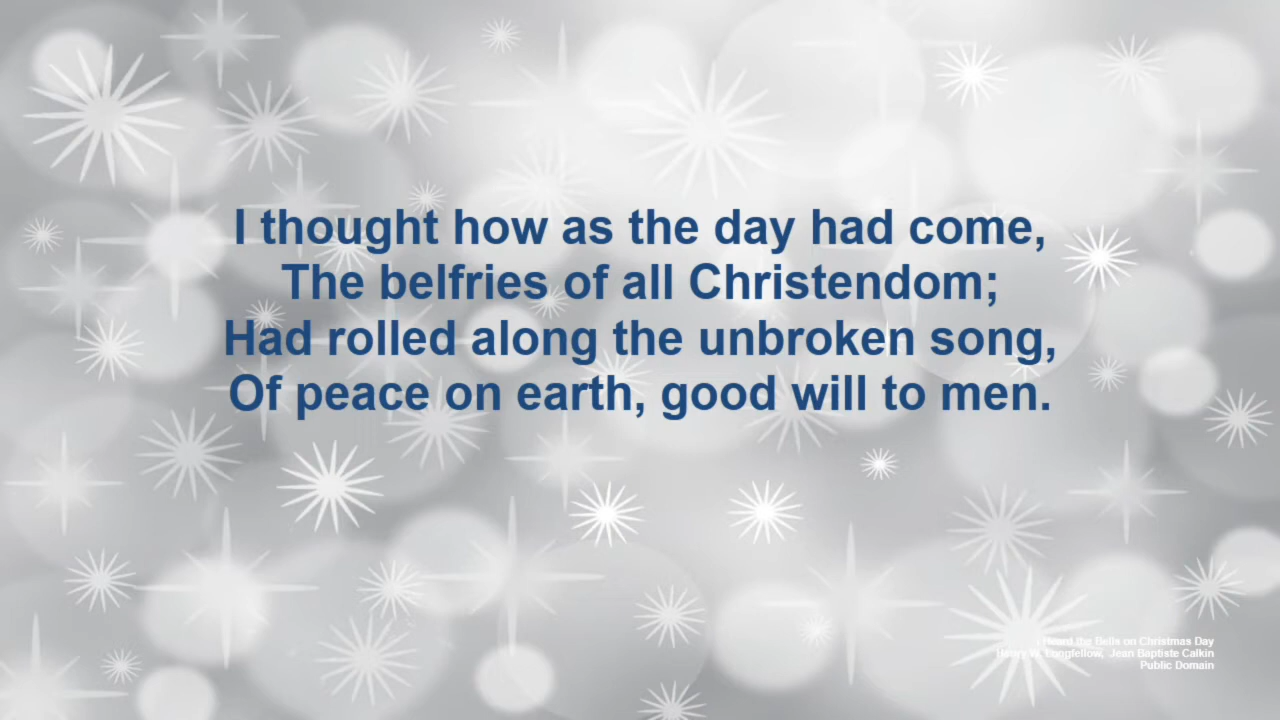 I thought how as the day had come,
The belfries of all Christendom;
Had rolled along the unbroken song,
Of peace on earth, good will to men.
Heard the Bells on Christmas Day
Henry W. Longfellow, Jean Baptiste Calkin
Public Domain